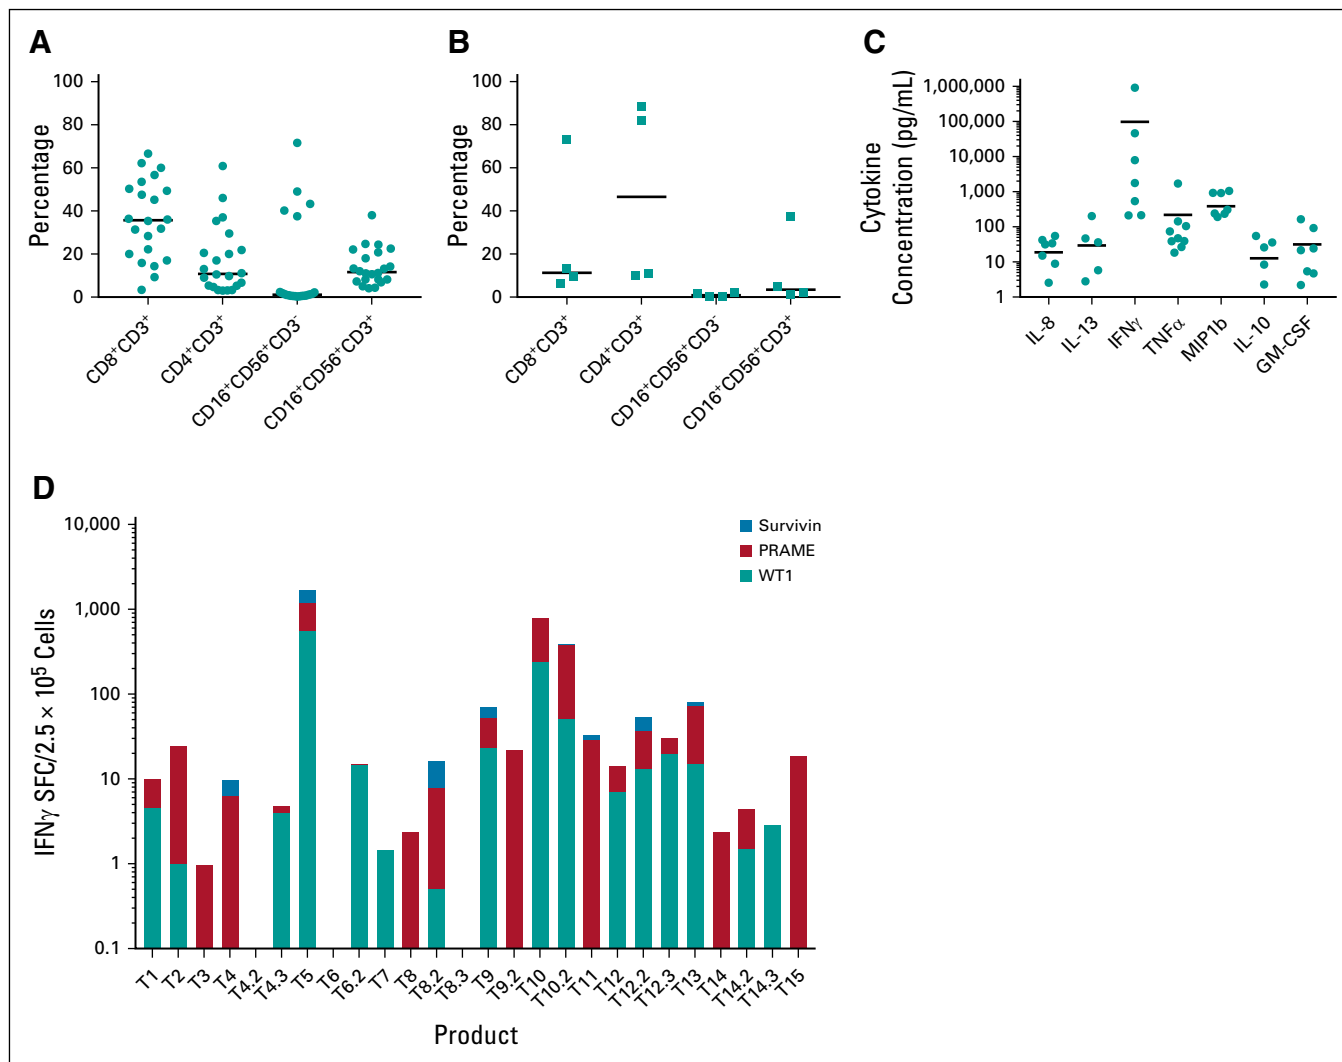 A
Percentage
100
80
60
40
20
0
CD8⁺CD3⁺
CD4⁺CD3⁺
CD16⁺CD56⁺CD3⁻
CD16⁺CD56⁺CD3⁺
B
Percentage
100
80
60
40
20
0
CD8⁺CD3⁺
CD4⁺CD3⁺
CD16⁺CD56⁺CD3⁻
CD16⁺CD56⁺CD3⁺
C
Cytokine
Concentration (pg/mL)
1,000,000
100,000
10,000
1,000
100
10
1
IL-8
IL-13
IFNγ
TNFα
MIP1b
IL-10
GM-CSF
D
IFNγ SFC/2.5 × 10⁵ Cells
10,000
1,000
100
10
1
0.1
Survivin
PRAME
WT1
T1
T2
T3
T4
T4.2
T4.3
T5
T6
T6.2
T7
T8
T8.2
T8.3
T9
T9.2
T10
T10.2
T11
T12
T12.2
T12.3
T13
T14
T14.2
T14.3
T15
Product